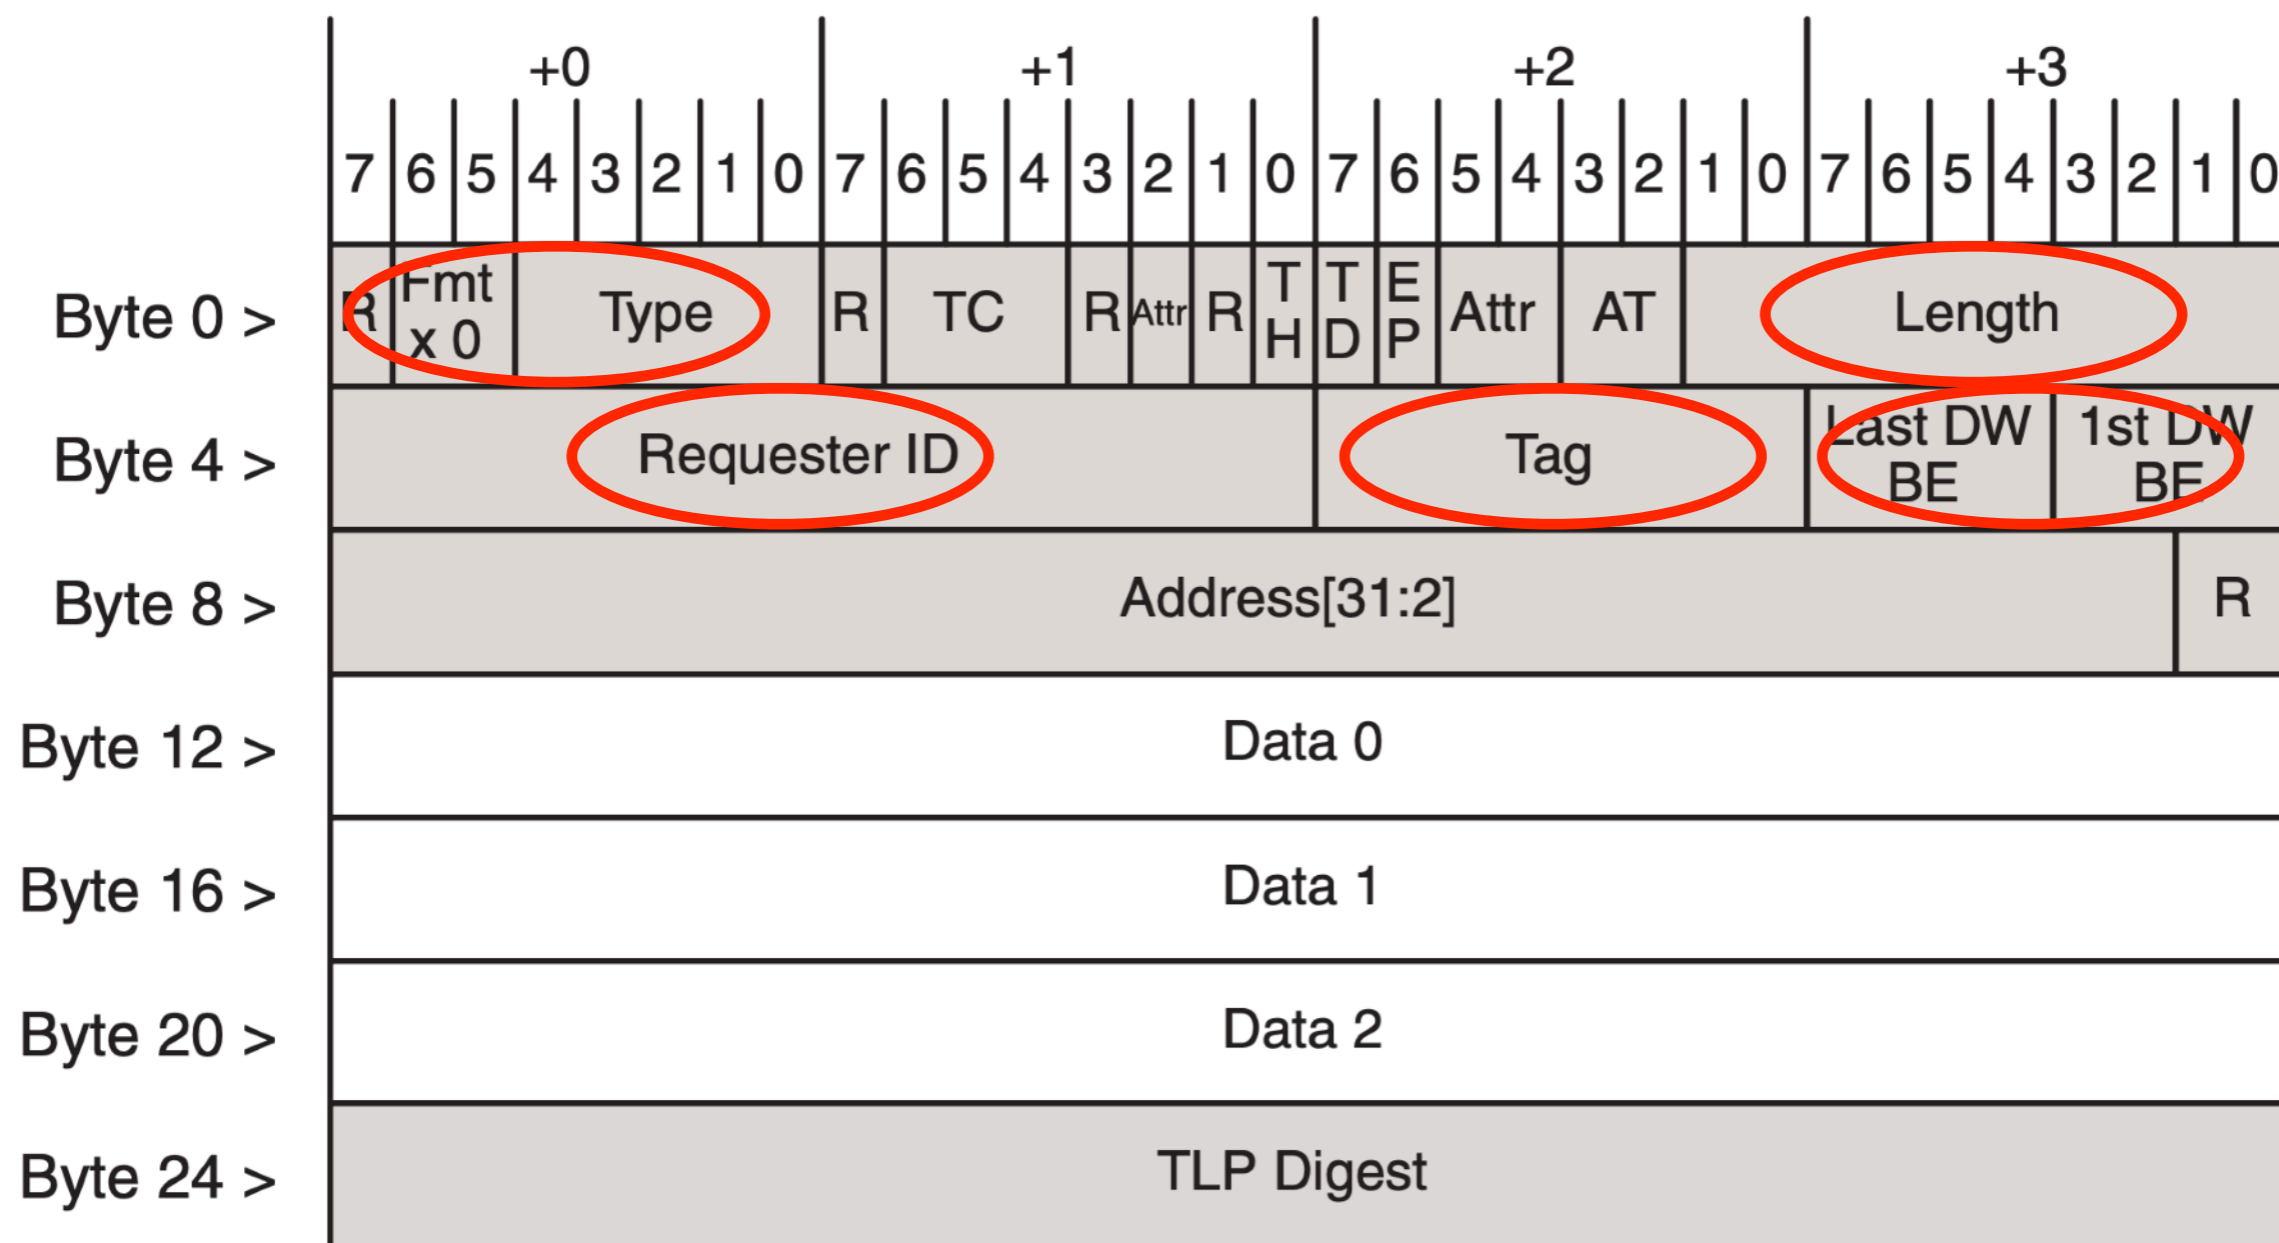 +0 +1 +2 +3
7 6 5 4 3 2 1 0 7 6 5 4 3 2 1 0 7 6 5 4 3 2 1 0 7 6 5 4 3 2 1 0
Byte 0 > R Fmt x 0 Type R TC R Attr R TH TD EP Attr AT Length
Byte 4 > Requester ID Tag Last DW BE 1st DW BE
Byte 8 > Address[31:2] R
Byte 12 > Data 0
Byte 16 > Data 1
Byte 20 > Data 2
Byte 24 > TLP Digest